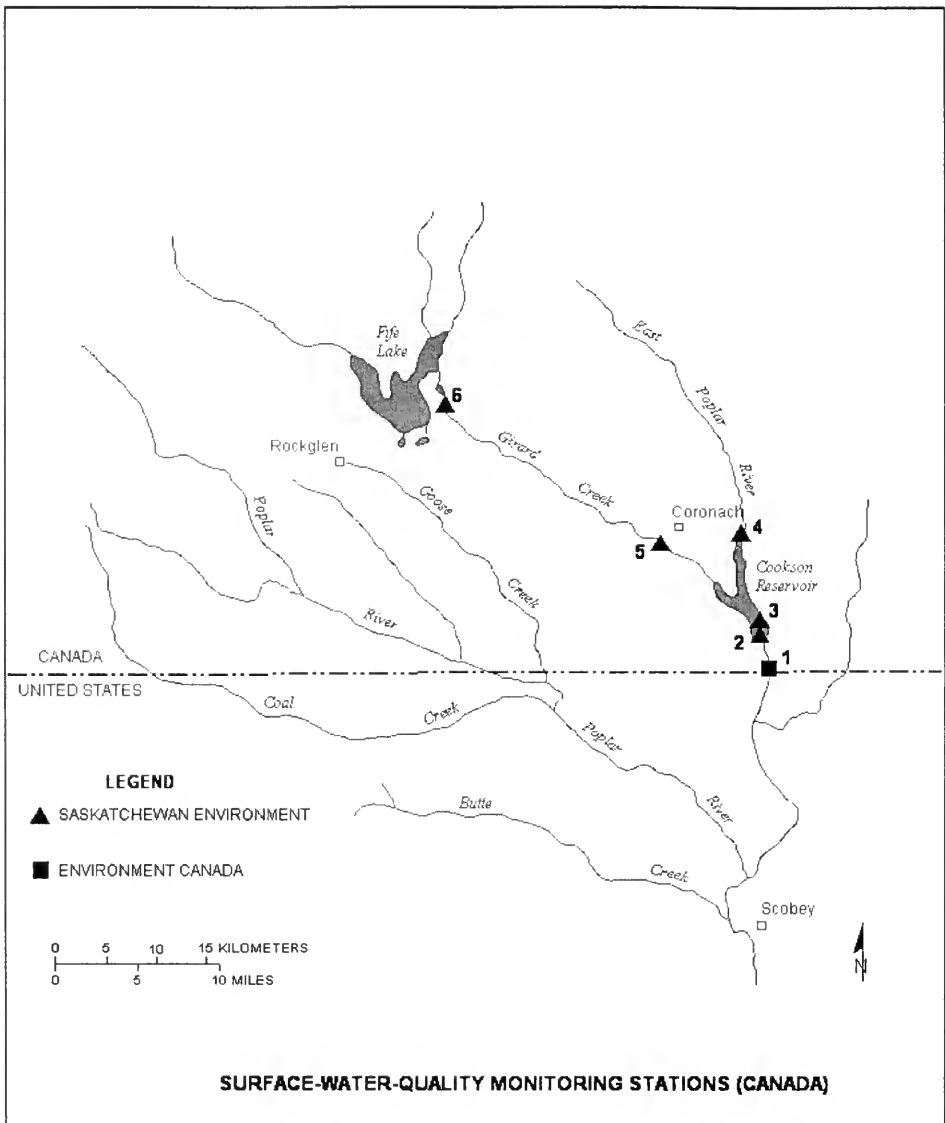 Fife
Lake
6
East
Poplar
River
Rockglen
Girard
Creek
Goose
Creek
Coronach
4
5
Poplar
River
Cookson
Reservoir
3
2
1
CANADA
UNITED STATES
Coal
Creek
Poplar
River
LEGEND
SASKATCHEWAN ENVIRONMENT
Butte
Creek
ENVIRONMENT CANADA
Scobey
0 5 10 15 KILOMETERS
0 5 10 MILES
N
SURFACE-WATER-QUALITY MONITORING STATIONS (CANADA)